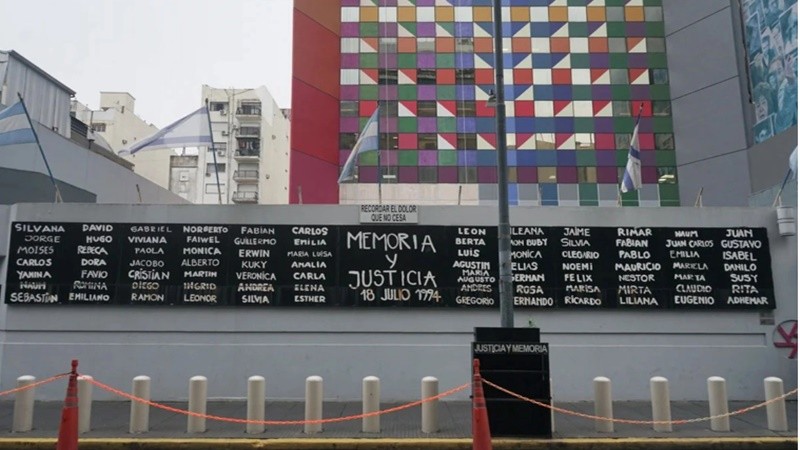 RECORDAR EL DOLOR
QUE NO CESA
SILVANA DAVID GABRIEL NORBERTO FABIAN CARLOS
JORGE HUGO VIVIANA FAIWEL GUILLERMO EMILIA
MOISES REBECA PAOLA MONICA ERWIN MARIA LUISA
CARLOS DORA JACOBO ALBERTO KUKY JESUS
YANINA FAVIO CRISTIAN MARTIN VERONICA CARLA
NAUM ROMINA DIEGO INGRID ANDREA ELENA
SEBASTIÁN EMILIANO RAMON LEONOR SILVIA ESTHER
MEMORIA
Y
JUSTICIA
18 JULIO 1994
LEON ILEANA JAIME RIMAR NAUM JUAN
BERTA BUBY SILVIA FABIAN JUAN CARLOS GUSTAVO
LUIS MONICA OLEGARIO PABLO EMILIA ISABEL
AGUSTIN ELIAS NOEMI MAURICIO MARIELA DANILO
MARIA GERMAN FELIX NESTOR MARTA SUSY
AUGUSTO
ANDRES ROSA MARISA MIRTA CLAUDIO RITA
GREGORIO FERNANDO RICARDO LILIANA EUGENIO ADHEMAR
AMALIA
JUSTICIA Y MEMORIA